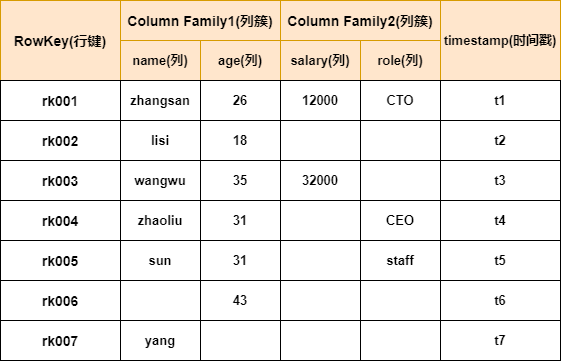 RowKey(行键) Column Family1(列簇) Column Family2(列簇) timestamp(时间戳)
name(列) age(列) salary(列) role(列)
rk001 zhangsan 26 12000 CTO t1
rk002 lisi 18 t2
rk003 wangwu 35 32000 t3
rk004 zhaoliu 31 CEO t4
rk005 sun 31 staff t5
rk006 43 t6
rk007 yang t7